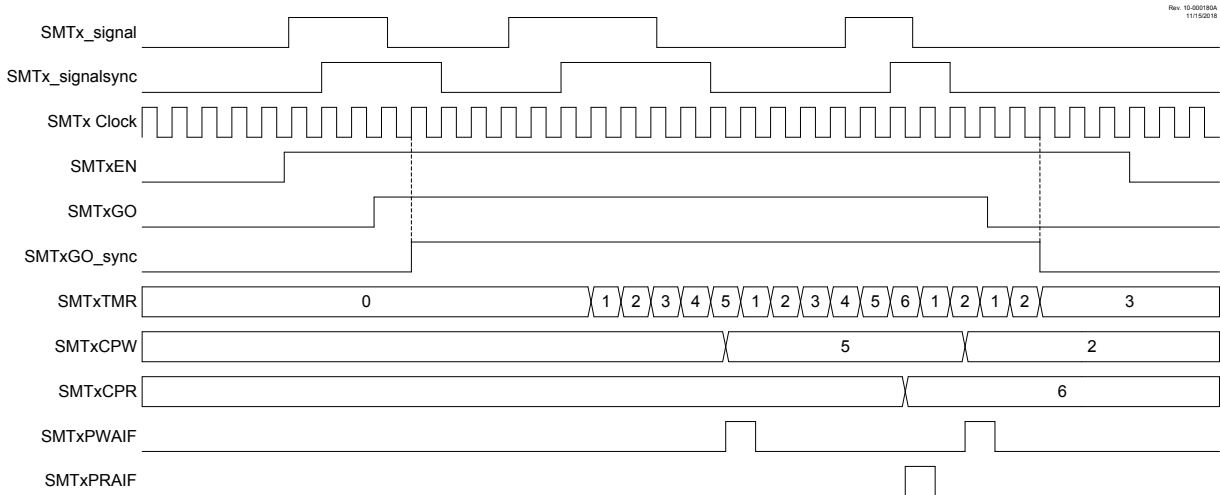 Rev. 10-000180A
11/15/2018
SMTx_signal
SMTx_signalsync
SMTx Clock
SMTxEN
SMTxGO
SMTxGO_sync
SMTxTMR 0 1 2 3 4 5 1 2 3 4 5 6 1 2 1 2 3
SMTxCPW 5 2
SMTxCPR 6
SMTxPWAIF
SMTxPRAIF